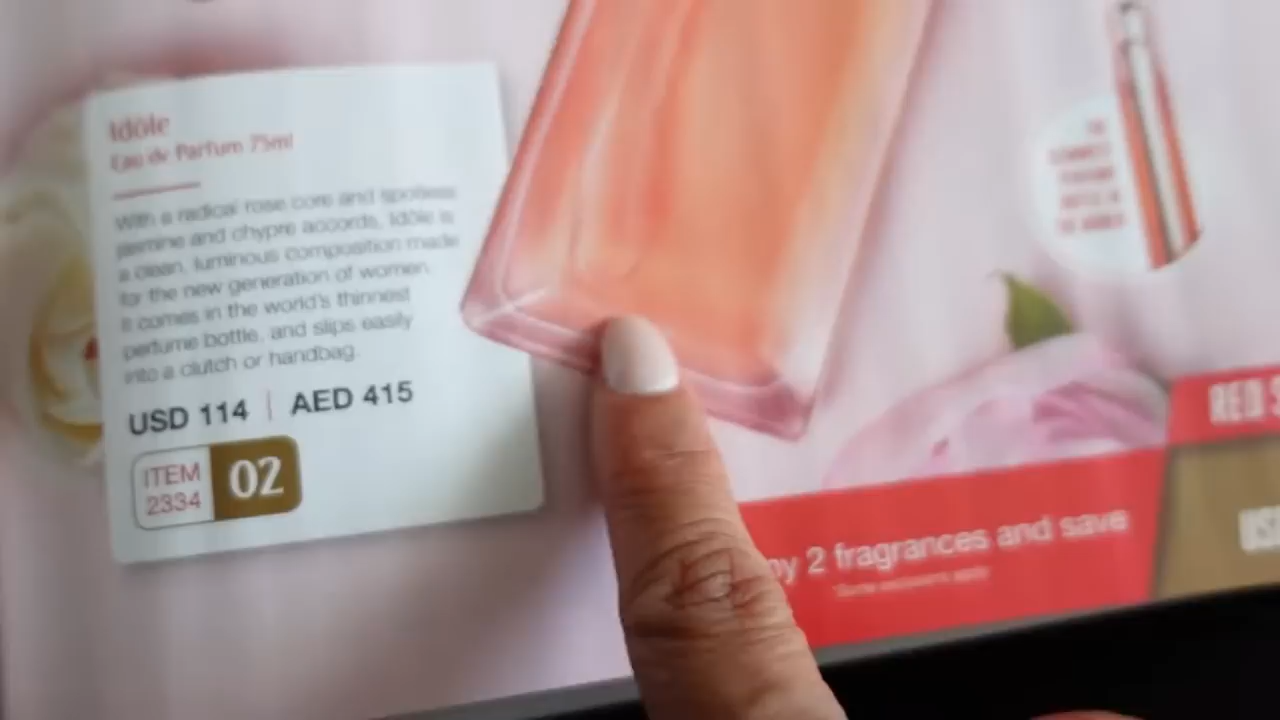 Idôle
Eau de Parfum 75ml
With a radical rose core and spotless
jasmine and chypre accords, Idôle is
a clean, luminous composition made
for the new generation of women.
It comes in the world's thinnest
perfume bottle, and slips easily
into a clutch or handbag.
USD 114 | AED 415
ITEM
2334
02
2 fragrances and save
RED